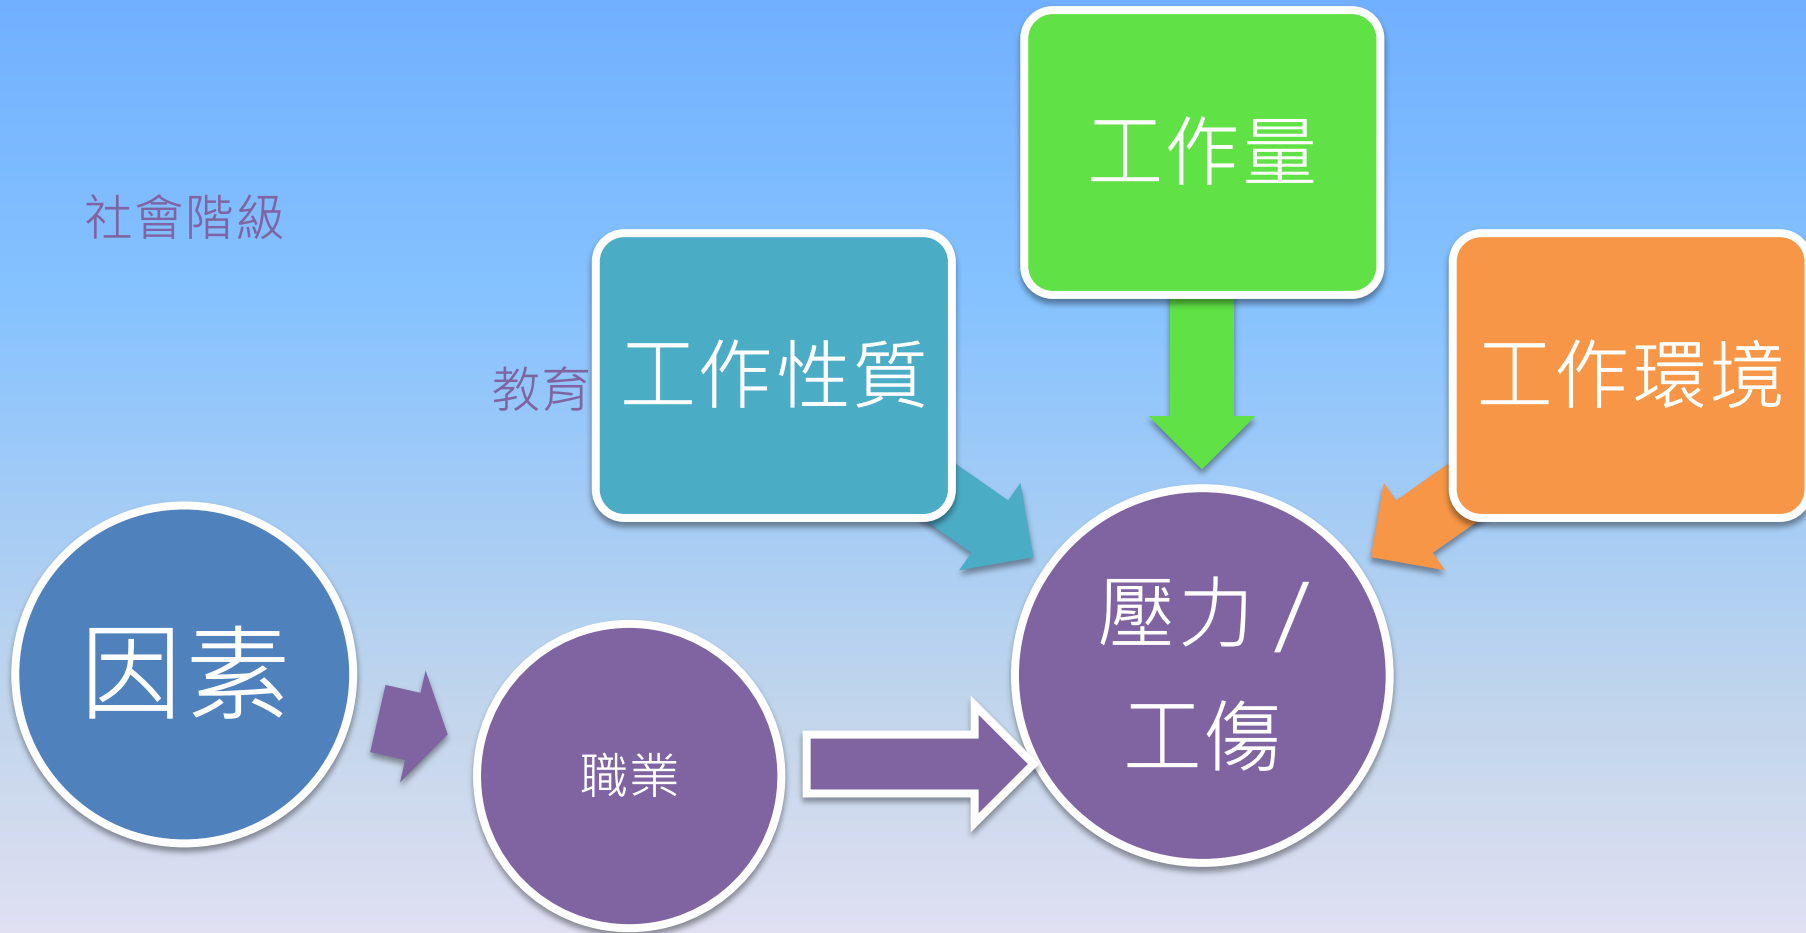 工作量
社會階級
教育
工作性質
工作環境
因素
職業
壓力 /
工傷